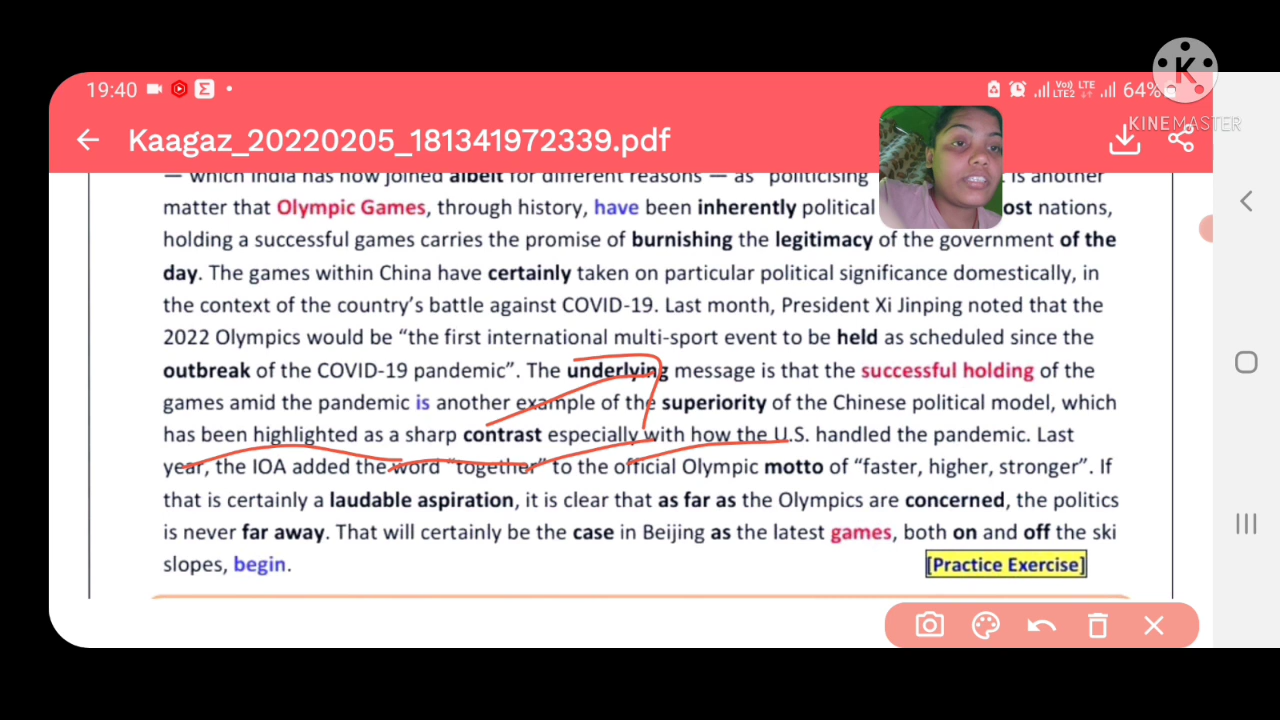 19:40
Vo)) LTE
LTE2
64%
KINEMASTER
Kaagaz_20220205_181341972339.pdf
— which India has now joined albeit for different reasons — as "politicising is another
matter that Olympic Games, through history, have been inherently political ost nations,
holding a successful games carries the promise of burnishing the legitimacy of the government of the
day. The games within China have certainly taken on particular political significance domestically, in
the context of the country's battle against COVID-19. Last month, President Xi Jinping noted that the
2022 Olympics would be "the first international multi-sport event to be held as scheduled since the
outbreak of the COVID-19 pandemic". The underlying message is that the successful holding of the
games amid the pandemic is another example of the superiority of the Chinese political model, which
has been highlighted as a sharp contrast especially with how the U.S. handled the pandemic. Last
year, the IOA added the word "together" to the official Olympic motto of "faster, higher, stronger". If
that is certainly a laudable aspiration, it is clear that as far as the Olympics are concerned, the politics
is never far away. That will certainly be the case in Beijing as the latest games, both on and off the ski
slopes, begin.
[Practice Exercise]